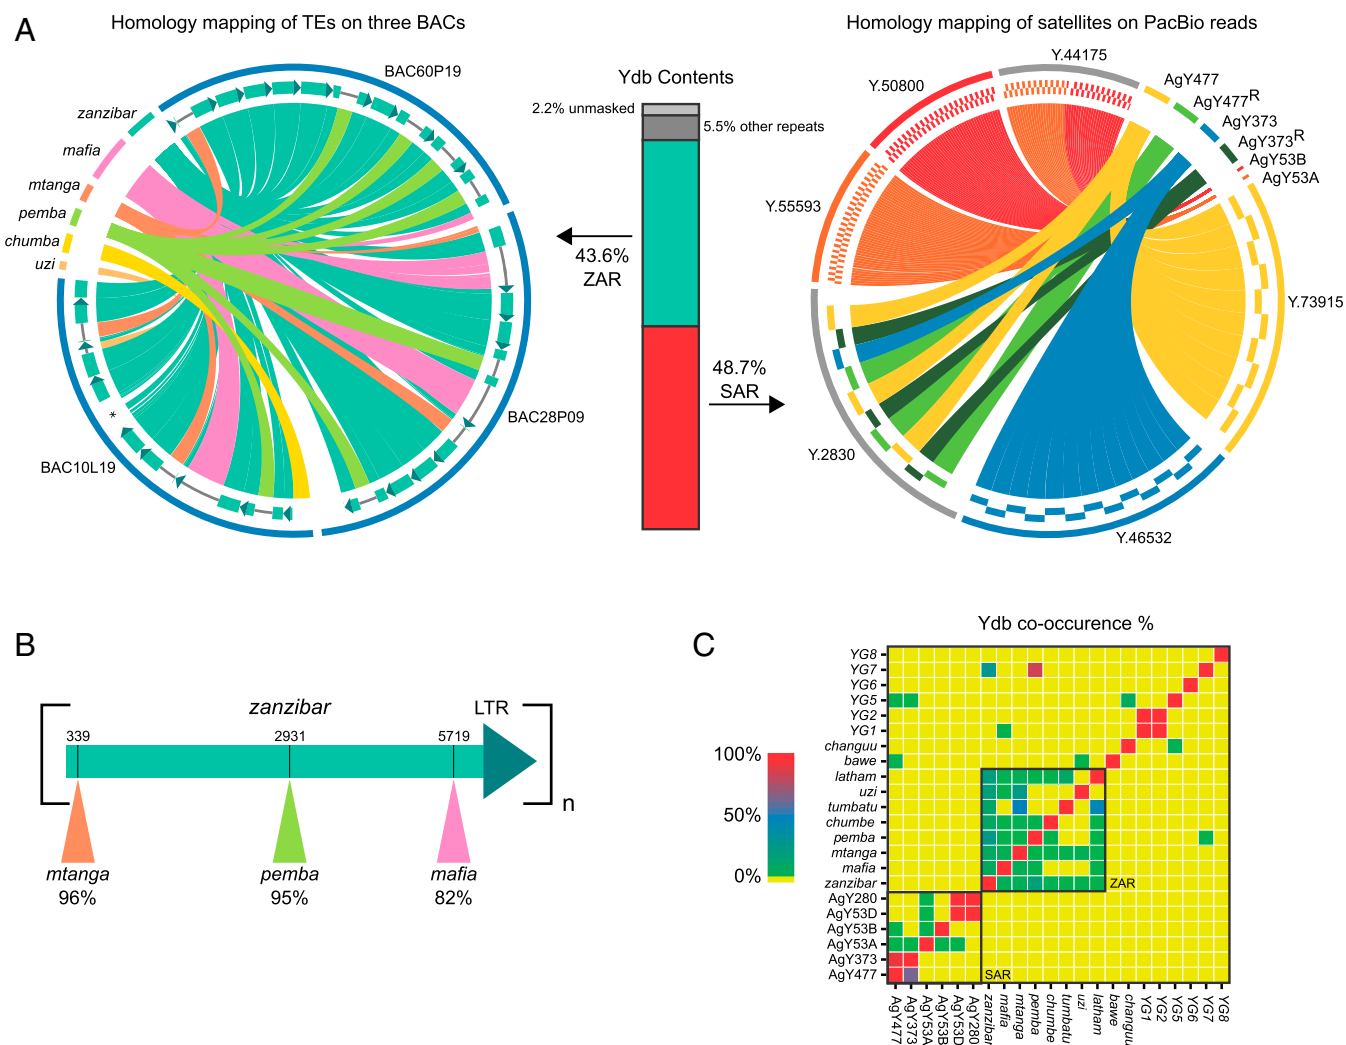 A
Homology mapping of TEs on three BACs
BAC60P19
zanzibar
mafia
mtanga
pemba
chumba
uzi
*
BAC10L19
BAC28P09
Ydb Contents
2.2% unmasked
5.5% other repeats
43.6%
ZAR
48.7%
SAR
Homology mapping of satellites on PacBio reads
Y.44175
Y.50800
Y.55593
Y.2830
Y.46532
Y.73915
AgY477
AgY477R
AgY373
AgY373R
AgY53B
AgY53A
B
zanzibar
LTR
339
2931
5719
n
mtanga
96%
pemba
95%
mafia
82%
C
Ydb co-occurence %
100%
50%
0%
YG8
YG7
YG6
YG5
YG2
YG1
changuu
bawe
latham
uzi
tumbatu
chumbe
pemba
mtanga
mafia
zanzibar
AgY280
AgY53D
AgY53B
AgY53A
AgY373
AgY477
ZAR
SAR
AgY477
AgY373
AgY53A
AgY53B
AgY53D
AgY280
zanzibar
mafia
mtanga
pemba
chumbe
tumbatu
uzi
latham
bawe
changuu
YG1
YG2
YG5
YG6
YG7
YG8